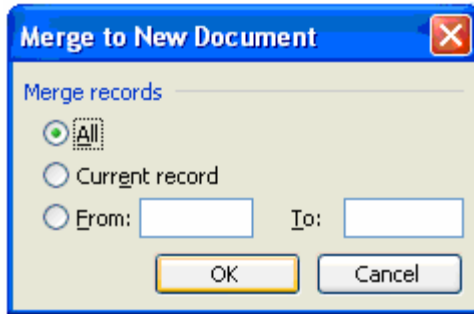 Merge to New Document
Merge records
All
Current record
From: To:
OK Cancel